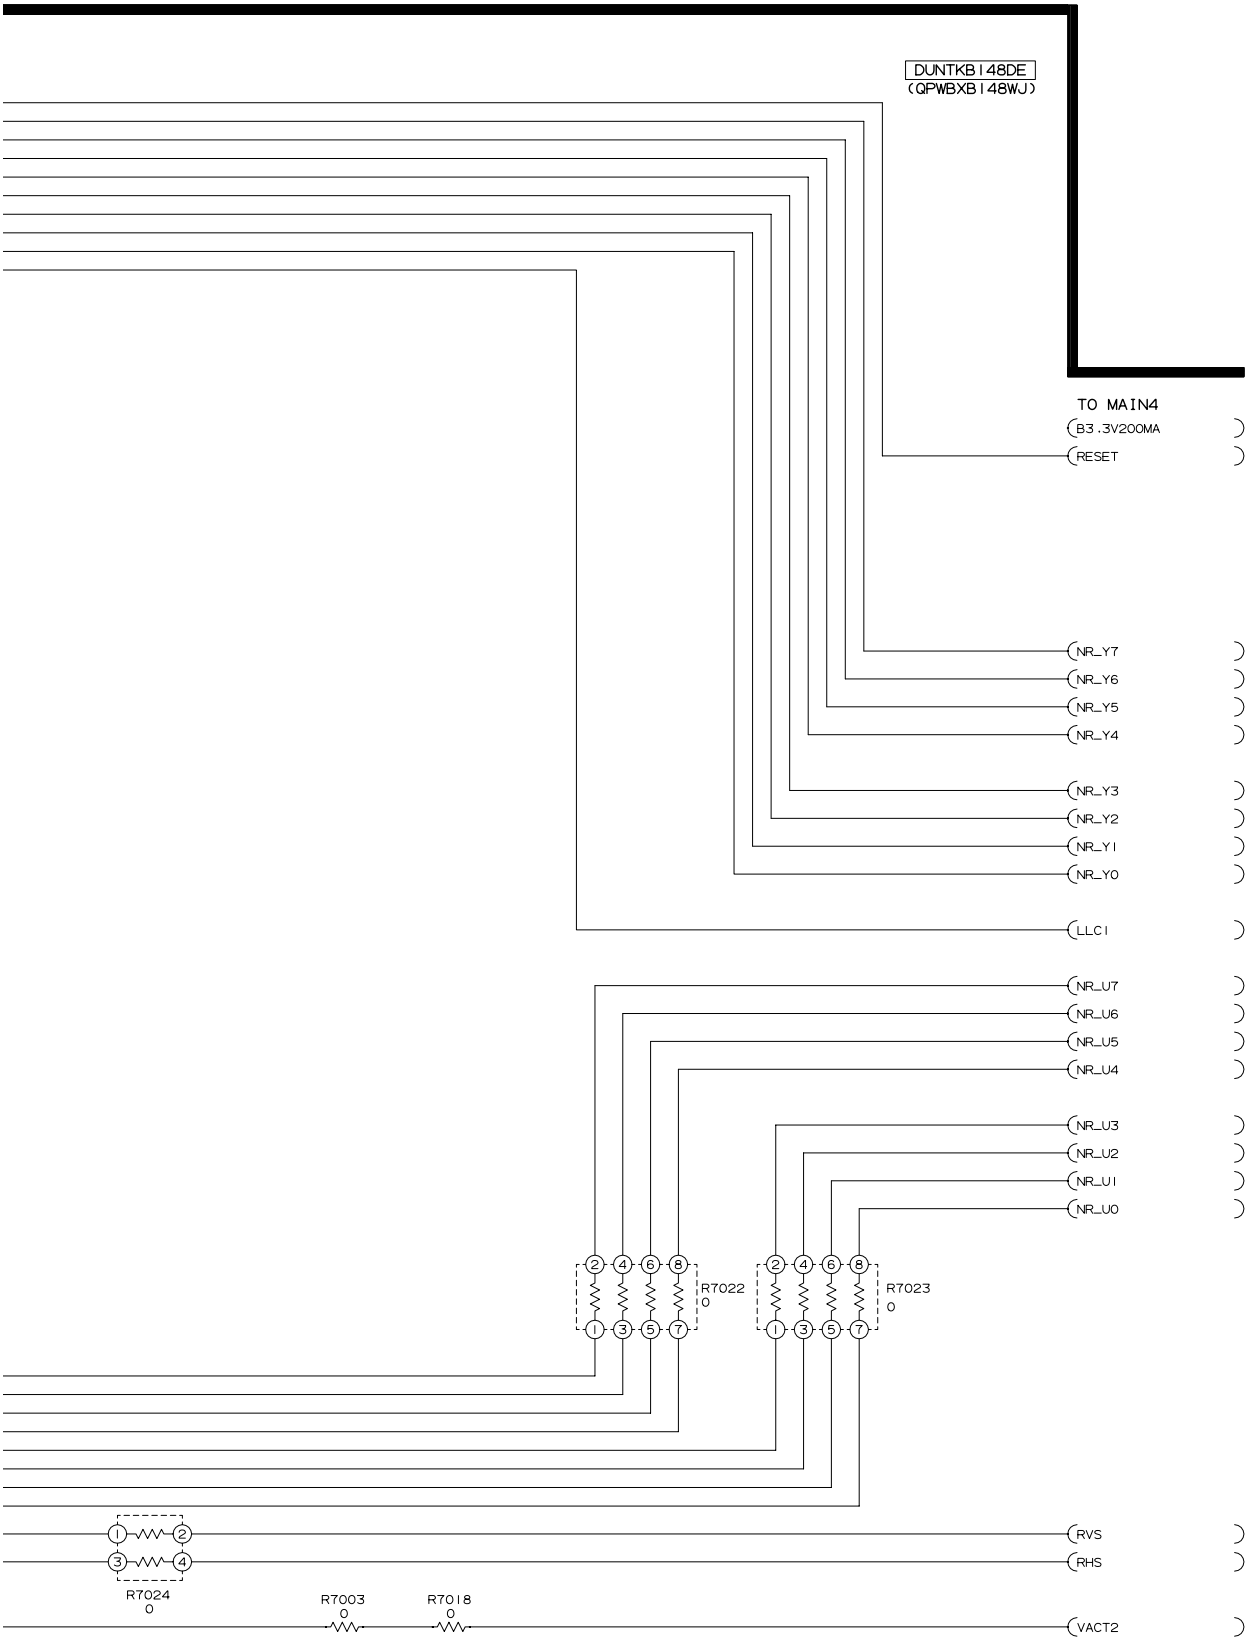 DUNTKB148DE
(QPWBXB148WJ)
TO MAIN4
B3.3V200MA
RESET
NR_Y7
NR_Y6
NR_Y5
NR_Y4
NR_Y3
NR_Y2
NR_Y1
NR_Y0
LLC1
NR_U7
NR_U6
NR_U5
NR_U4
NR_U3
NR_U2
NR_U1
NR_U0
2 4 6 8
2 4 6 8
R7022
0
R7023
0
1 3 5 7
1 3 5 7
1 2
RVS
3 4
RHS
R7024
0
R7003
0
R7018
0
VACT2